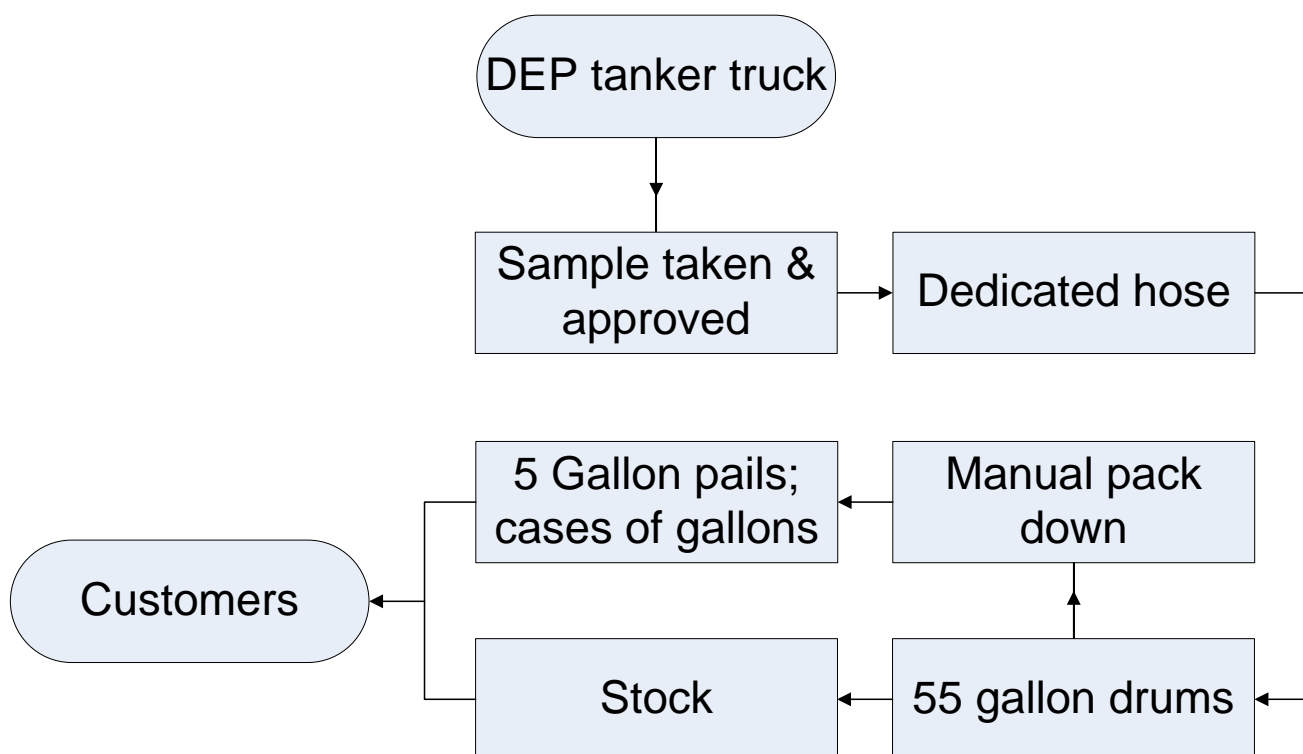 DEP tanker truck
Sample taken &
approved
Dedicated hose
5 Gallon pails;
cases of gallons
Manual pack
down
Customers
Stock
55 gallon drums